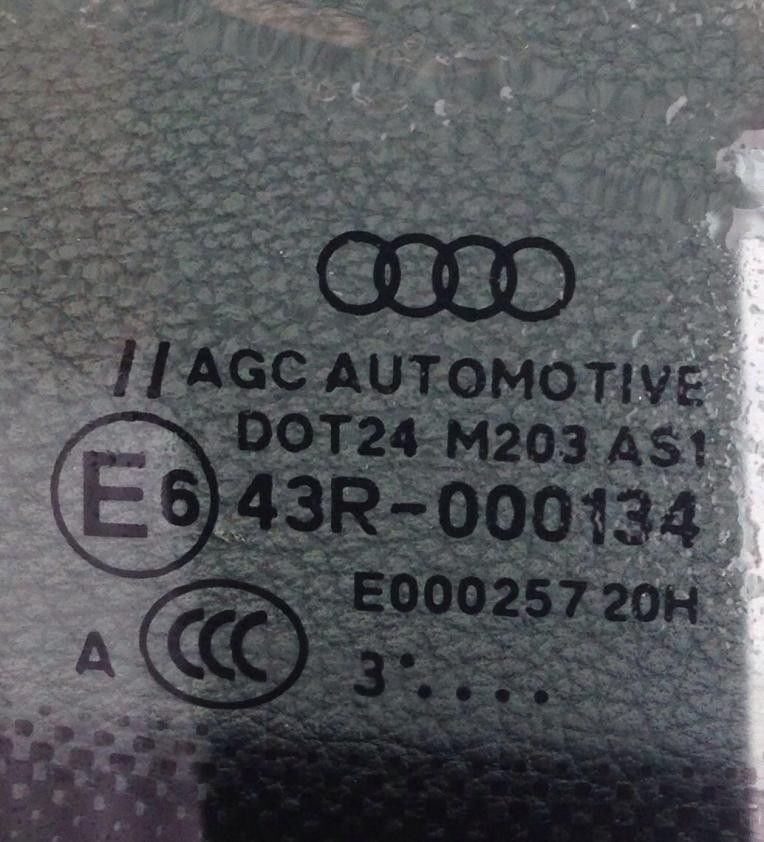 //AGC AUTOMOTIVE
DOT24 M203 AS1
E6 43R-000134
E000257 20H
A CCC 3